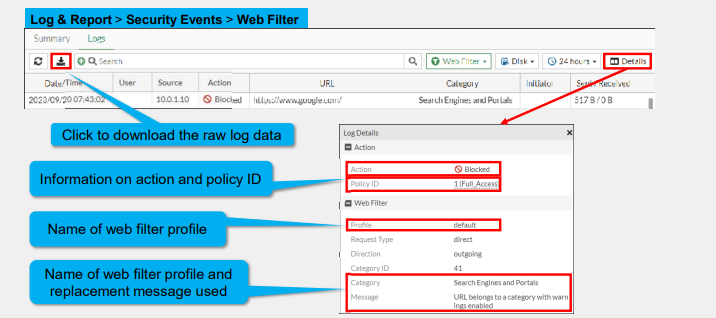 Log & Report > Security Events > Web Filter
Summary Logs
Search Web Filter Disk 24 hours Details
Date/Time User Source Action URL Category Initiator Sent / Received
2023/09/20 07:43:02 10.0.1.10 Blocked https://www.google.com/ Search Engines and Portals 517 B / 0 B
Click to download the raw log data
Log Details
Action
Information on action and policy ID
Action Blocked
Policy ID 1 (Full_Access)
Web Filter
Name of web filter profile
Profile default
Request Type direct
Direction outgoing
Category ID 41
Name of web filter profile and
replacement message used
Category Search Engines and Portals
Message URL belongs to a category with warn
ings enabled